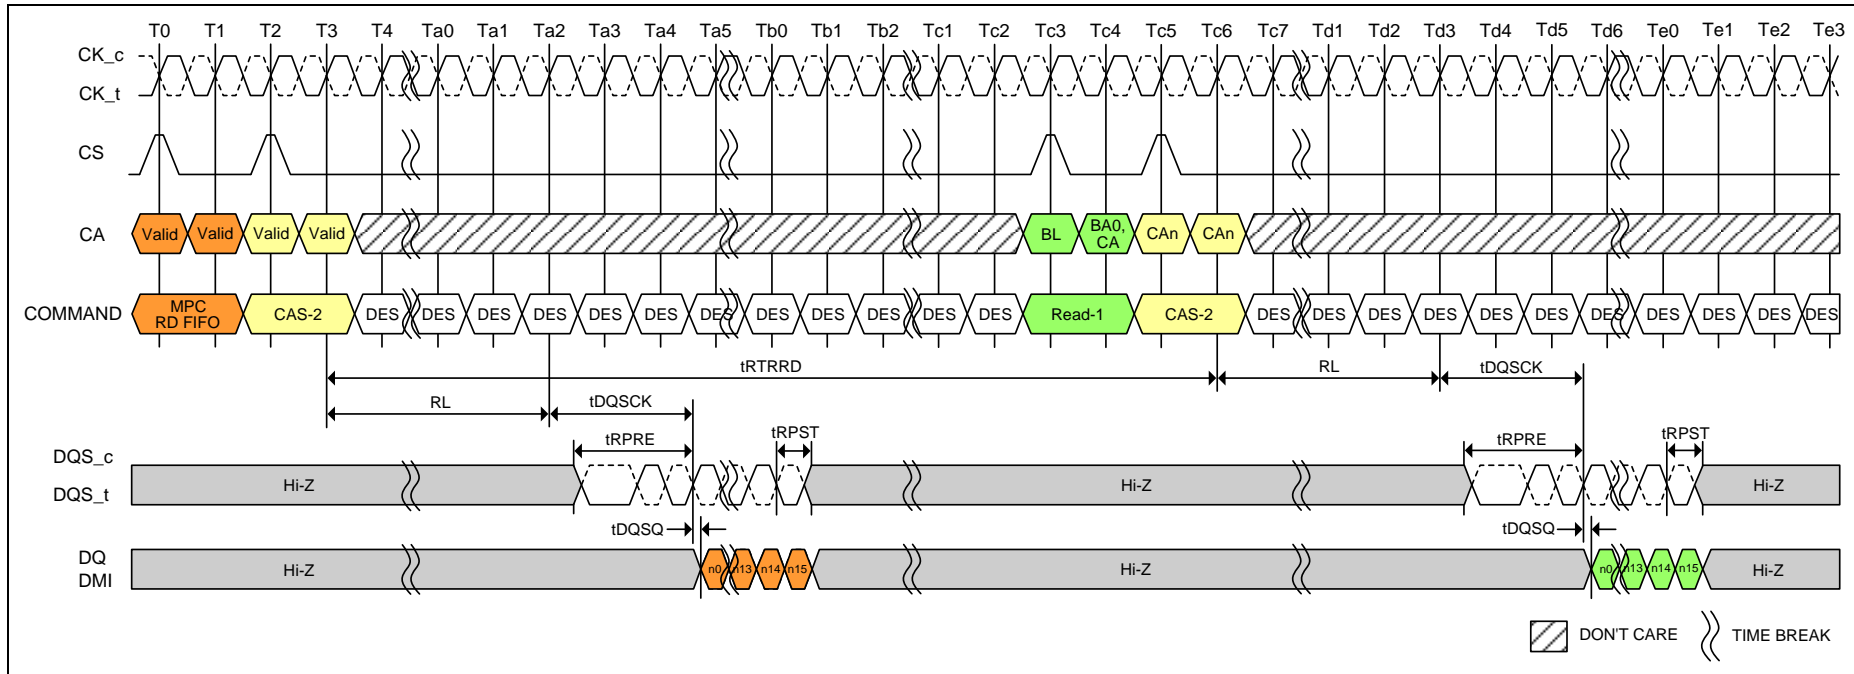 T0 T1 T2 T3 T4 Ta0 Ta1 Ta2 Ta3 Ta4 Ta5 Tb0 Tb1 Tb2 Tc1 Tc2 Tc3 Tc4 Tc5 Tc6 Tc7 Td1 Td2 Td3 Td4 Td5 Td6 Te0 Te1 Te2 Te3
CK_c
CK_t
CS
CA Valid Valid Valid Valid BL BA0, CA CAn CAn
COMMAND MPC RD FIFO CAS-2 DES DES DES DES DES DES DES DES DES DES DES DES Read-1 CAS-2 DES DES DES DES DES DES DES DES DES DES DES
tRTRRD RL tDQSCK
RL tDQSCK
tRPRE tRPST tRPRE tRPST
DQS_c
DQS_t Hi-Z Hi-Z Hi-Z
tDQSQ tDQSQ
DQ
DMI Hi-Z n0 n13 n14 n15 Hi-Z n0 n13 n14 n15 Hi-Z
DON'T CARE TIME BREAK